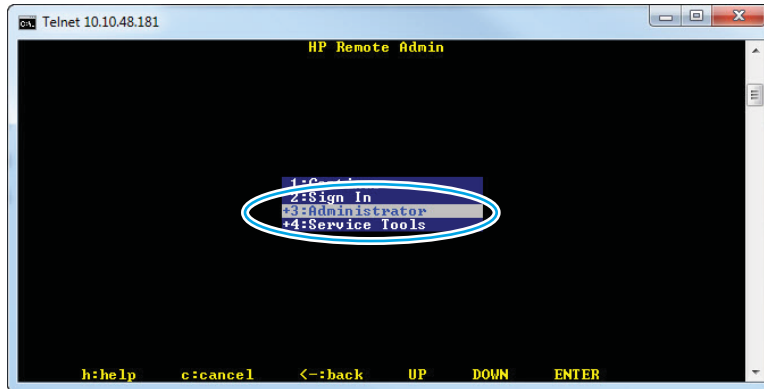 Telnet 10.10.48.181
HP Remote Admin
2:Sign In
+3:Administrator
+4:Service Tools
h:help c:cancel <-:back UP DOWN ENTER